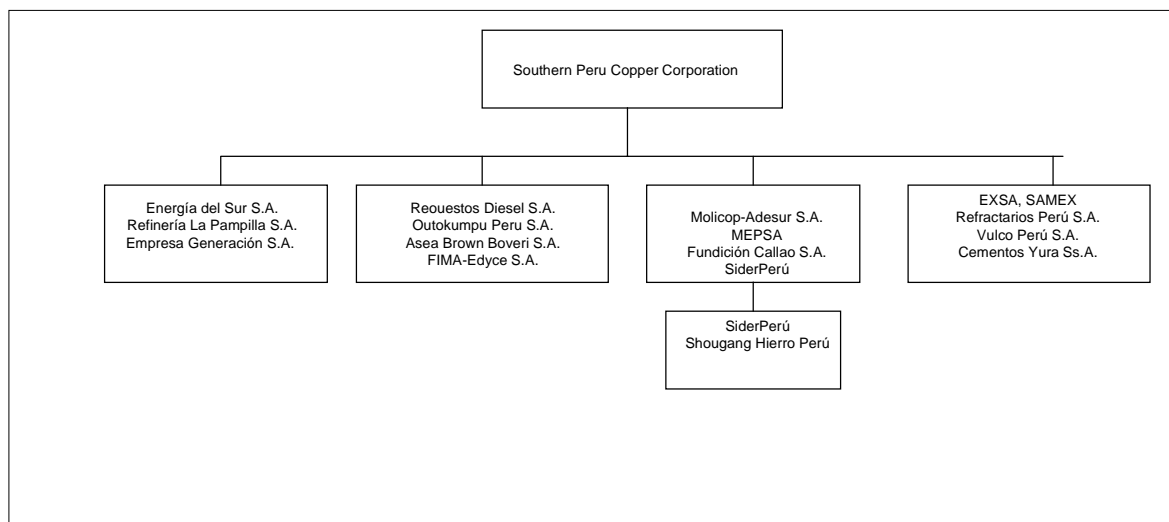 Southern Peru Copper Corporation
Energía del Sur S.A.
Refinería La Pampilla S.A.
Empresa Generación S.A.
Reouestos Diesel S.A.
Outokumpu Peru S.A.
Asea Brown Boveri S.A.
FIMA-Edyce S.A.
Molicop-Adesur S.A.
MEPSA
Fundición Callao S.A.
SiderPerú
EXSA, SAMEX
Refractarios Perú S.A.
Vulco Perú S.A.
Cementos Yura Ss.A.
SiderPerú
Shougang Hierro Perú